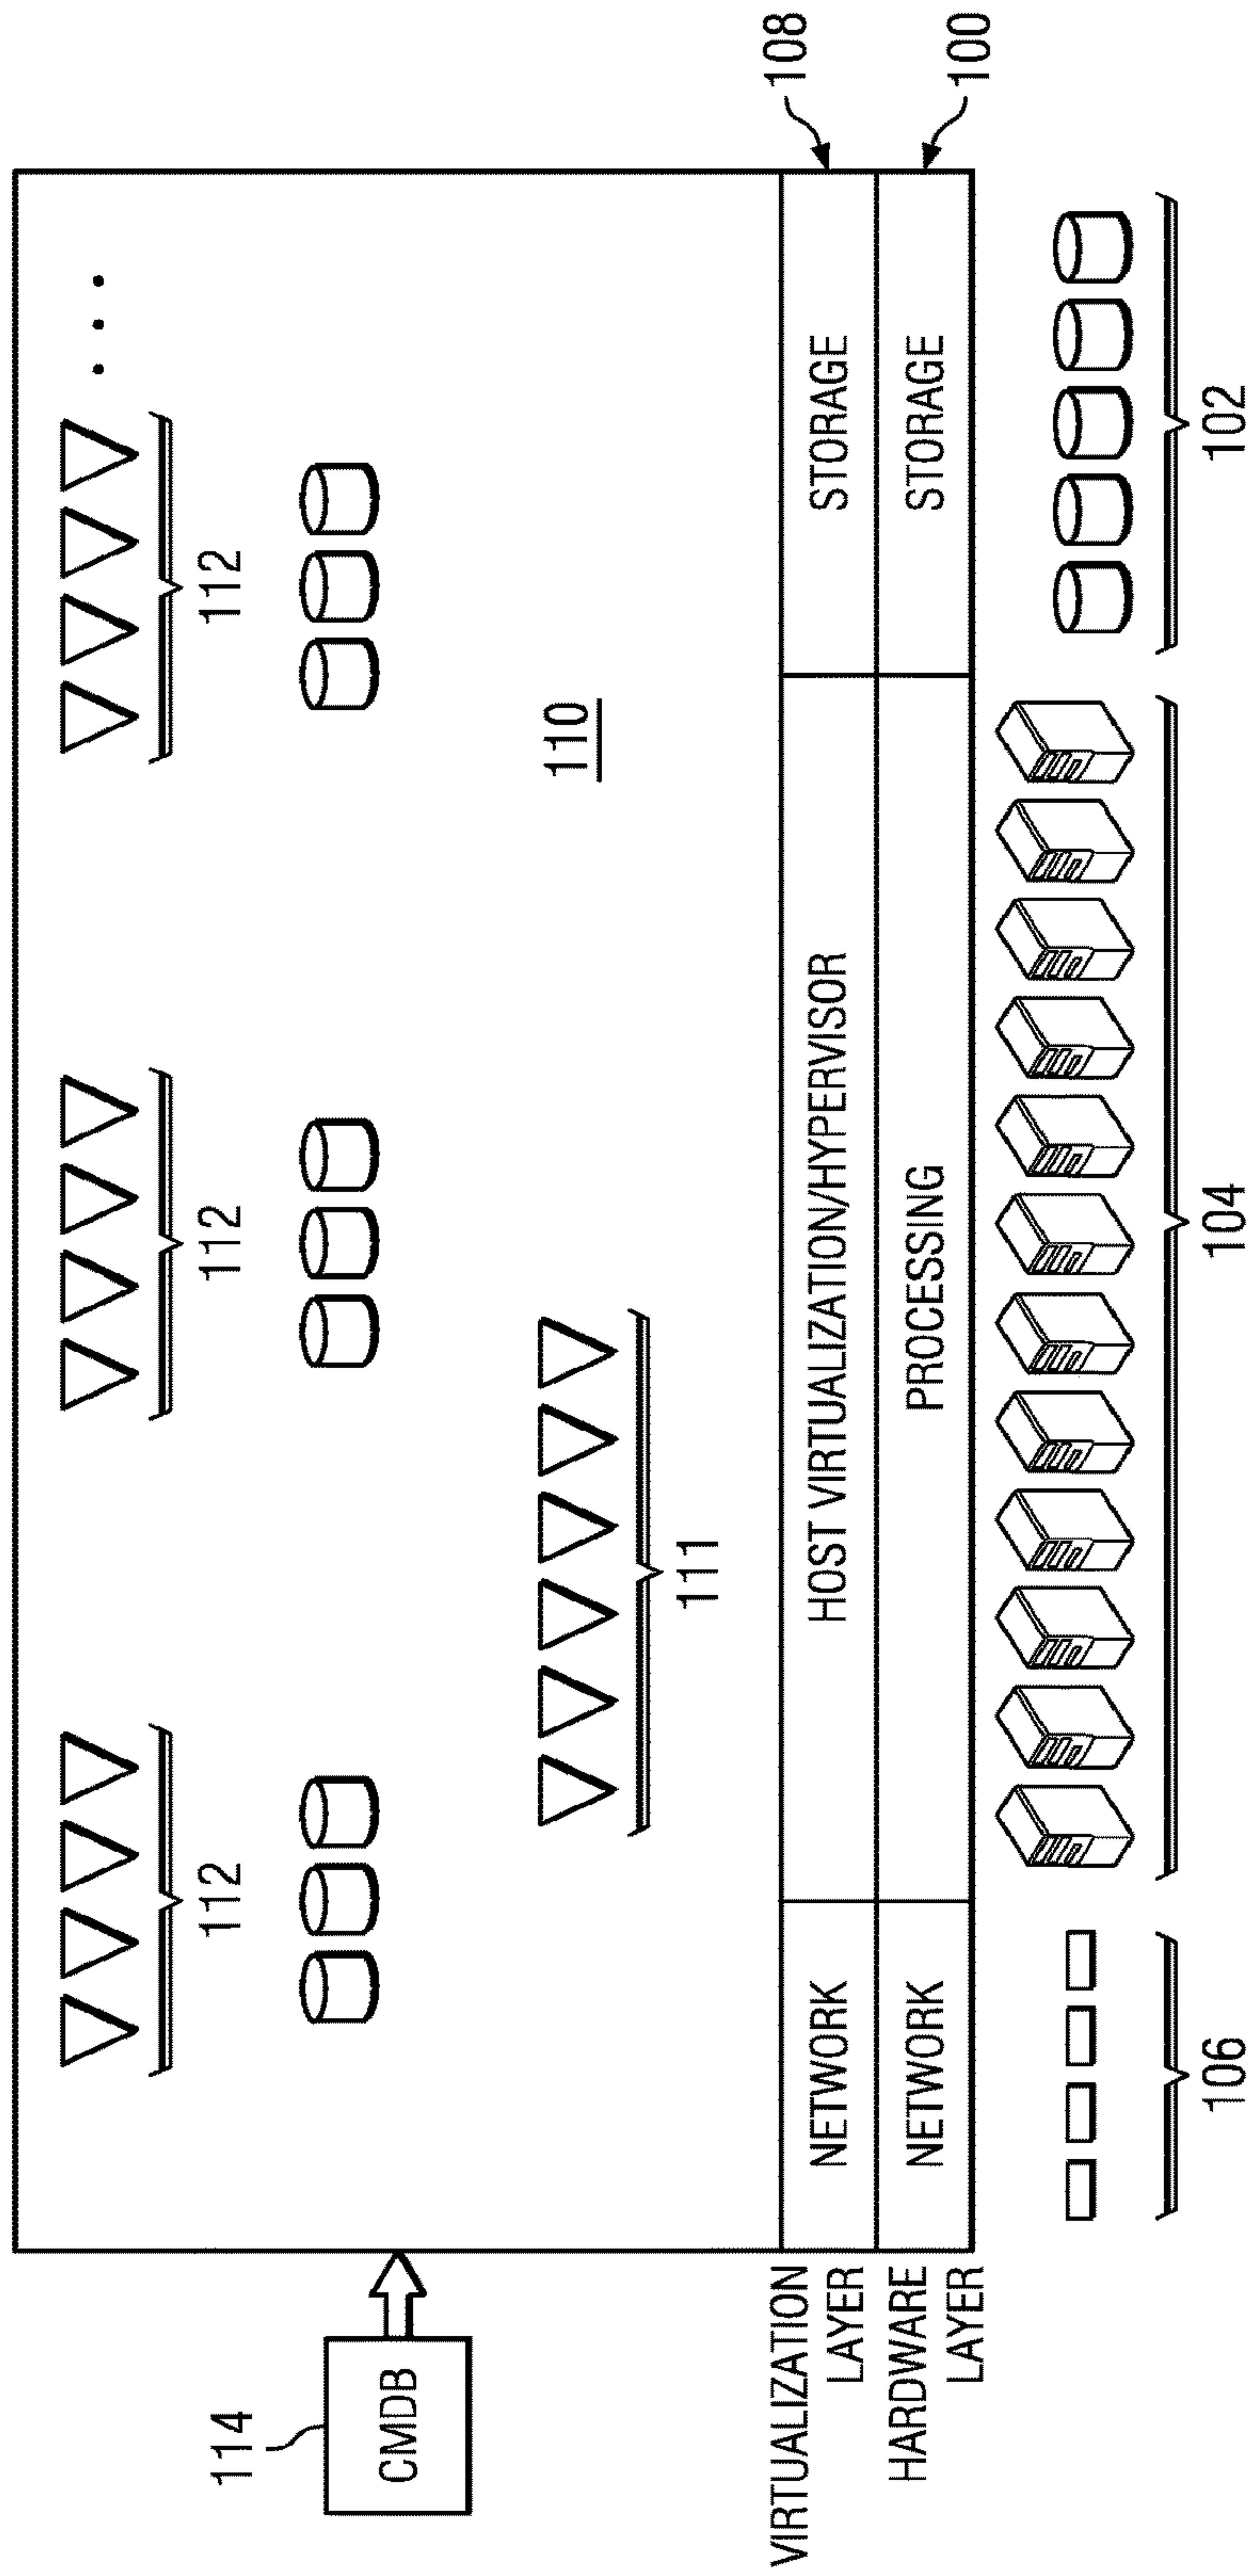 112
112
112
. . .
114
CMDB
110
111
VIRTUALIZATION
LAYER
NETWORK
HOST VIRTUALIZATION/HYPERVISOR
STORAGE
108
HARDWARE
LAYER
NETWORK
PROCESSING
STORAGE
100
106
104
102